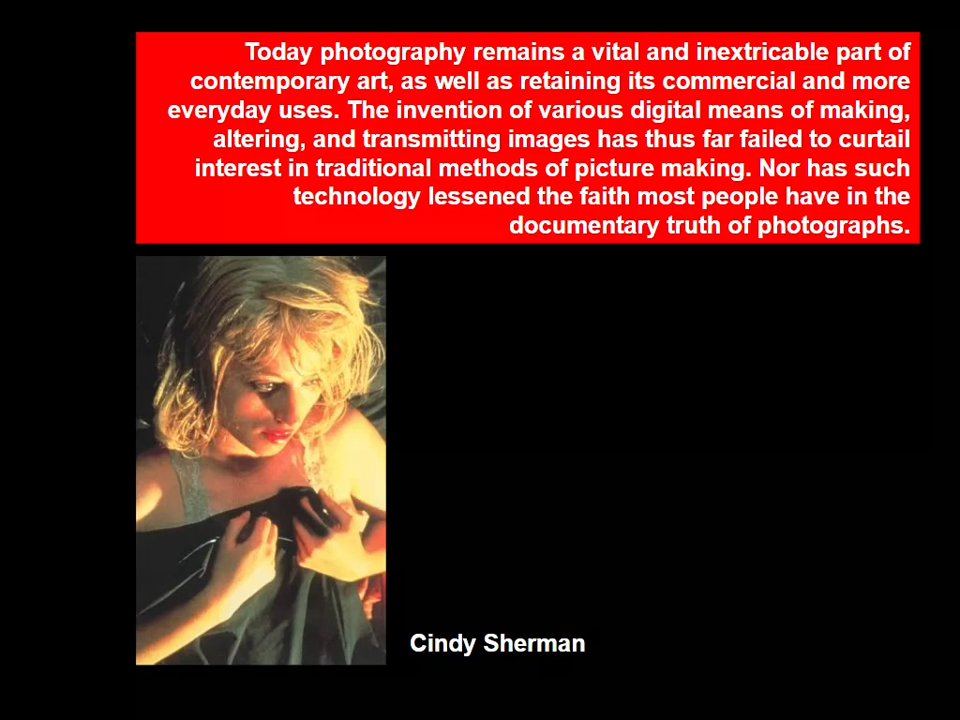 Today photography remains a vital and inextricable part of
contemporary art, as well as retaining its commercial and more
everyday uses. The invention of various digital means of making,
altering, and transmitting images has thus far failed to curtail
interest in traditional methods of picture making. Nor has such
technology lessened the faith most people have in the
documentary truth of photographs.
Cindy Sherman